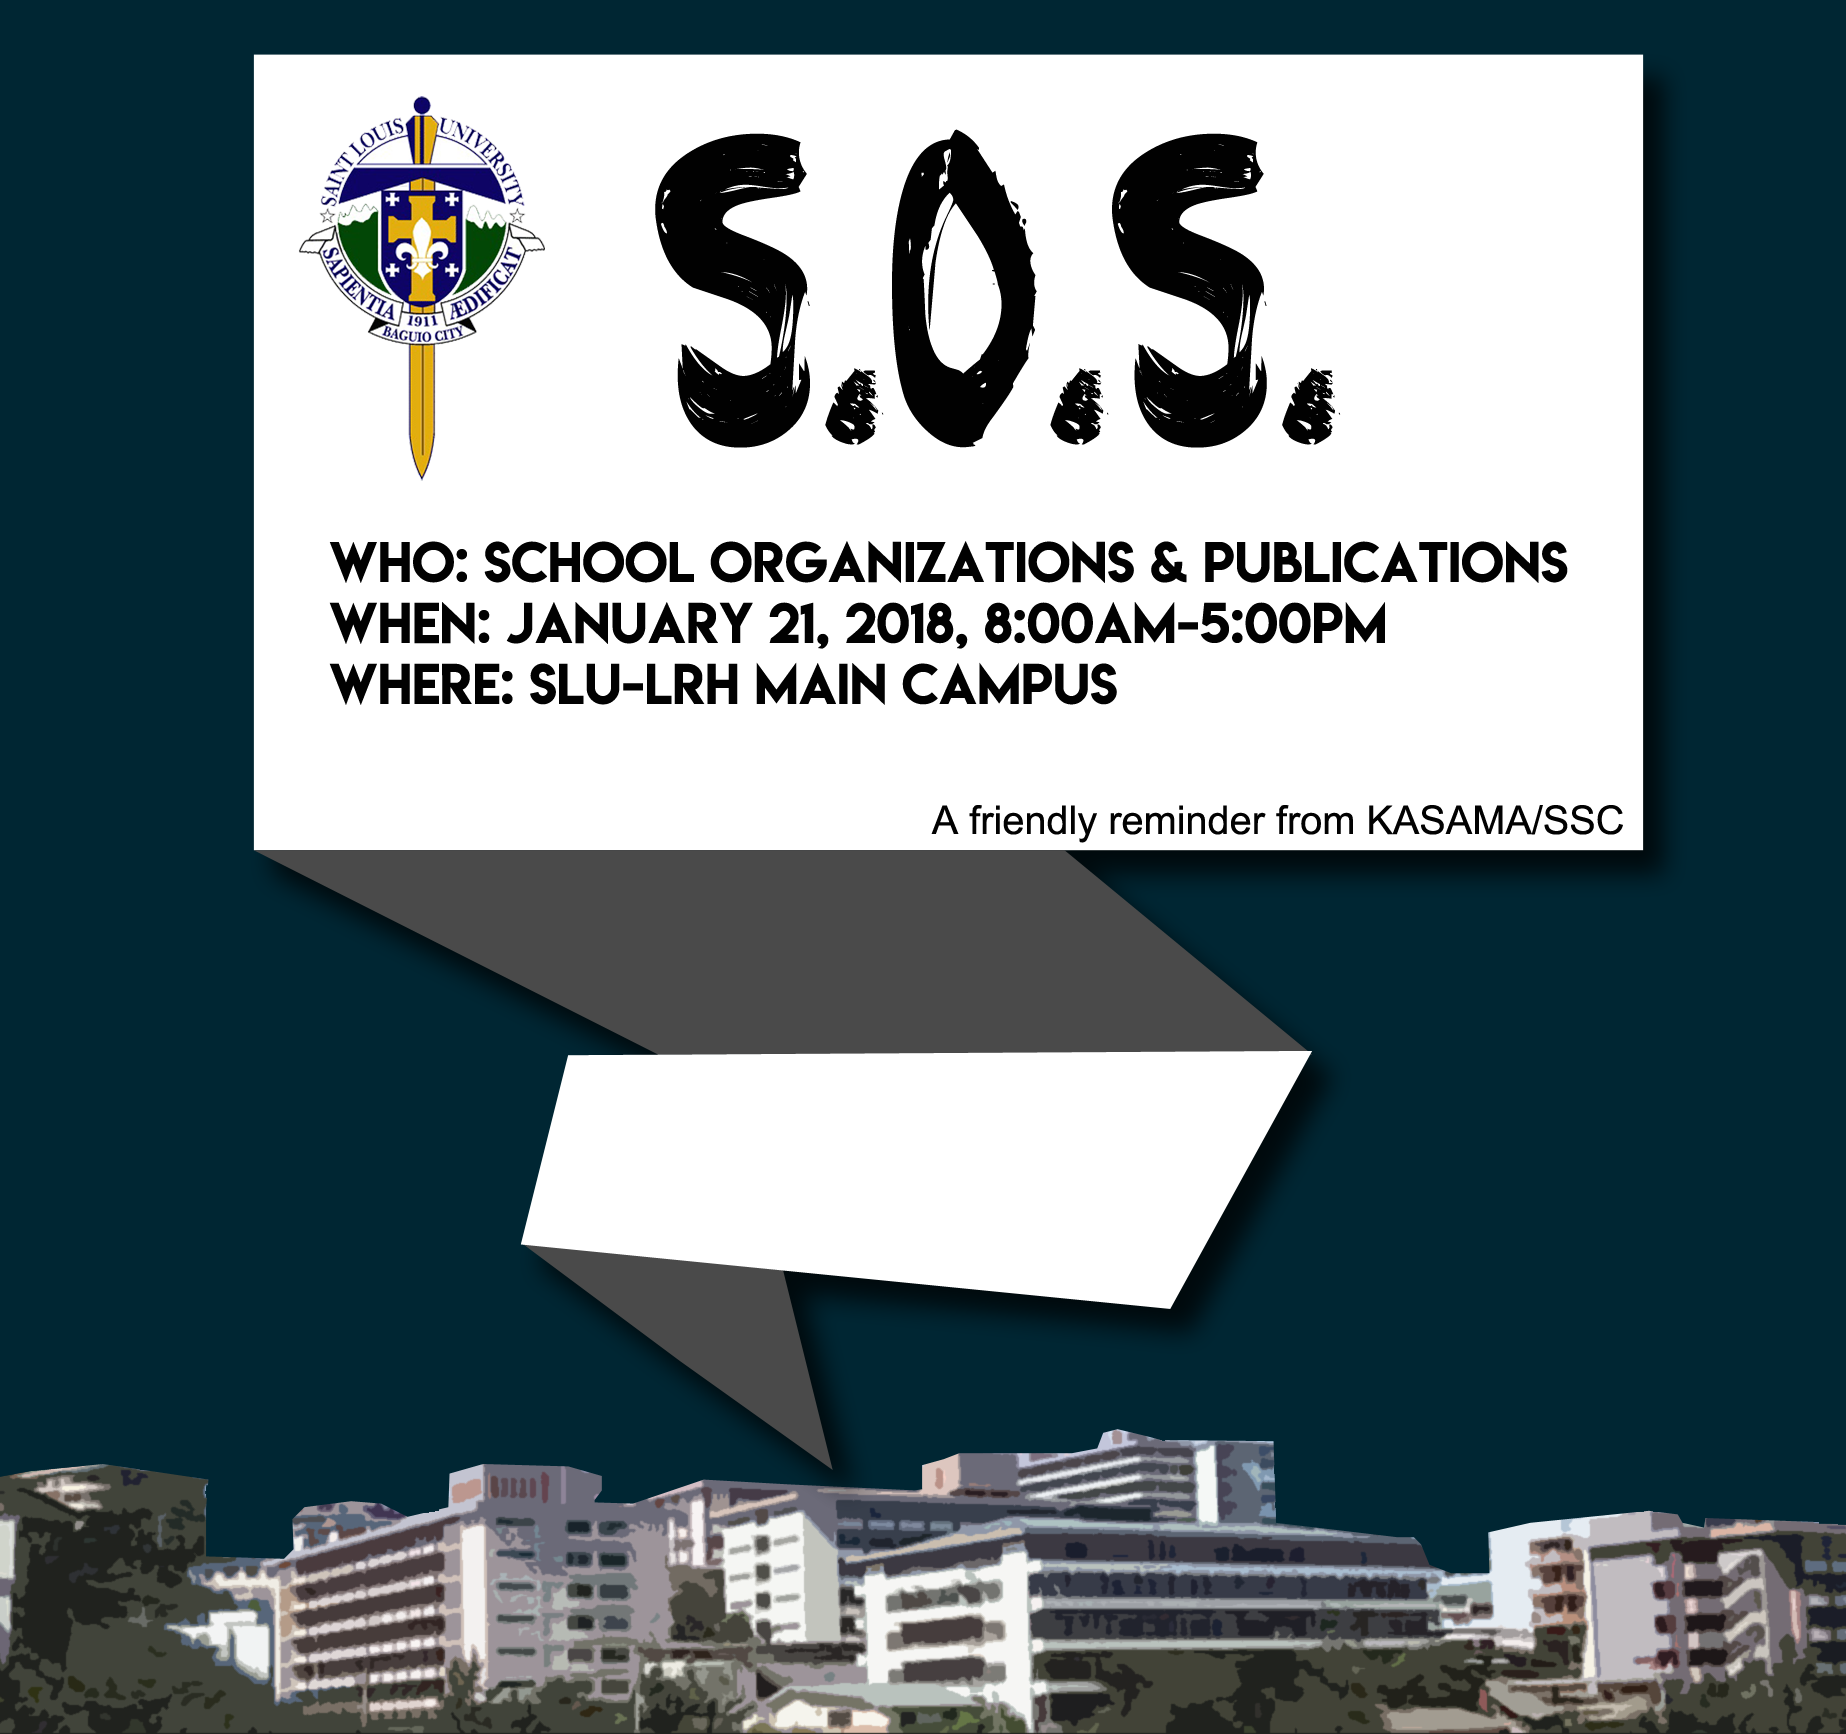 SAINT LOUIS UNIVERSITY
SAPIENTIA ÆDIFICAT
1911
BAGUIO CITY
S.O.S.
WHO: SCHOOL ORGANIZATIONS & PUBLICATIONS
WHEN: JANUARY 21, 2018, 8:00AM-5:00PM
WHERE: SLU-LRH MAIN CAMPUS
A friendly reminder from KASAMA/SSC